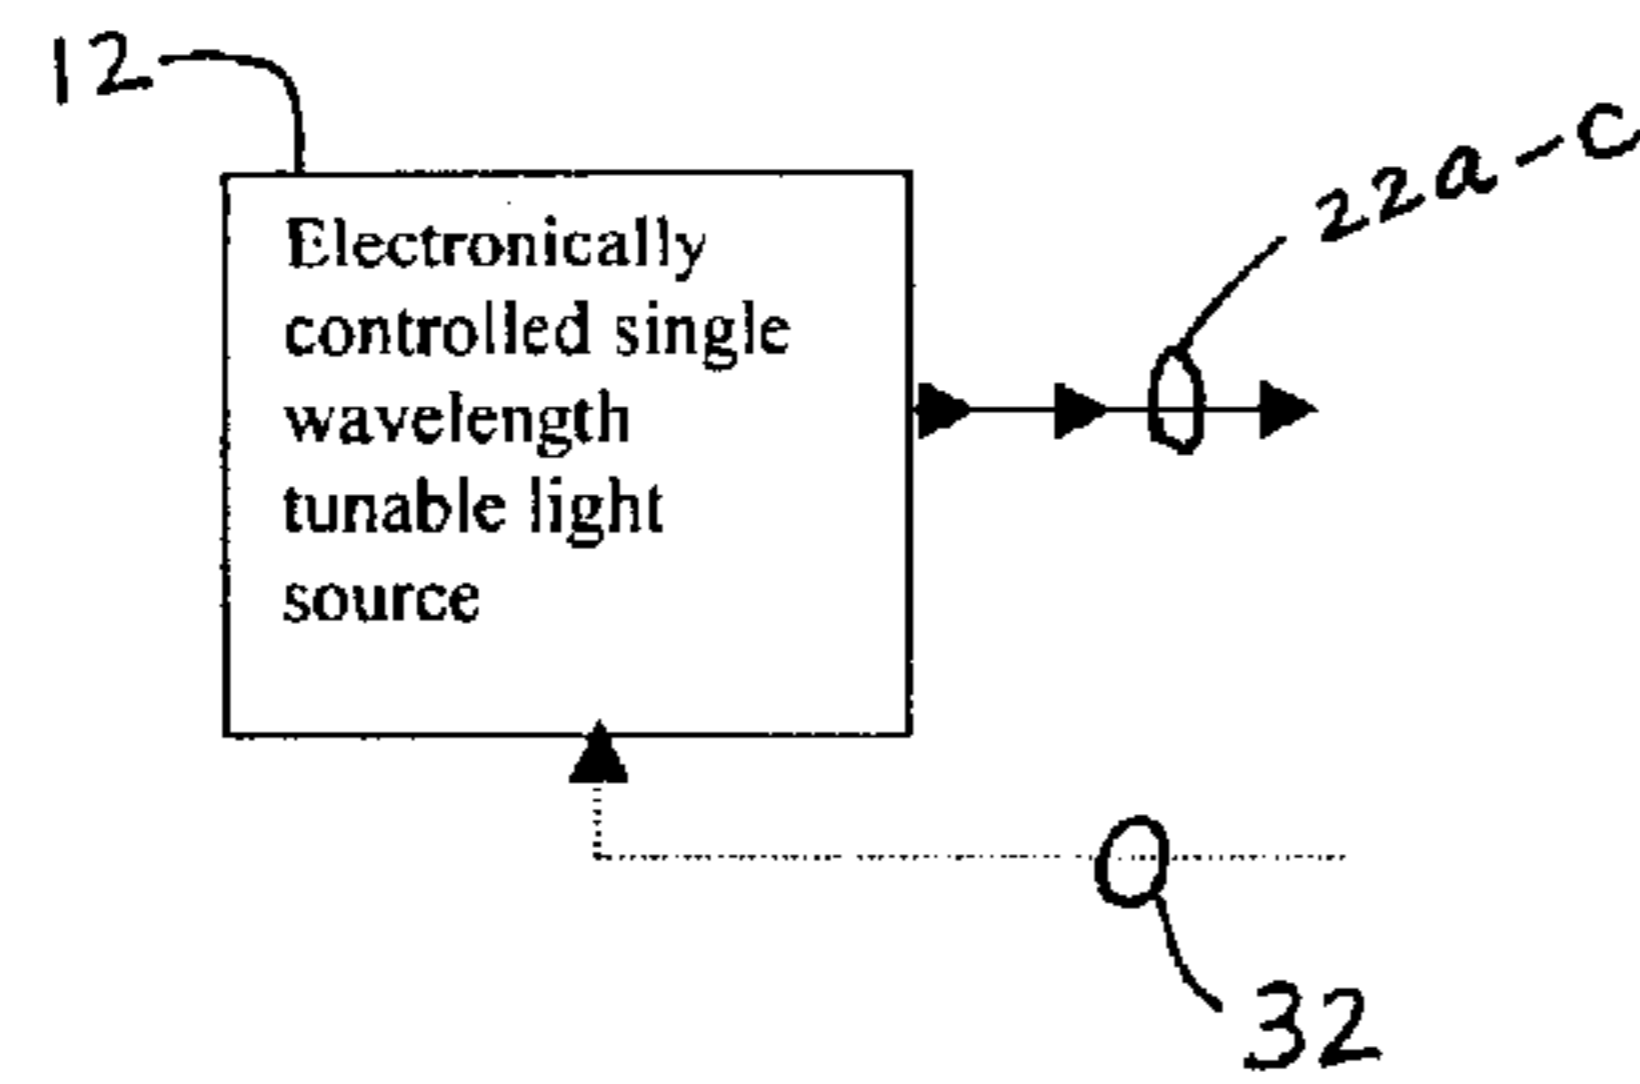 12
22a-c
Electronically
controlled single
wavelength
tunable light
source
32